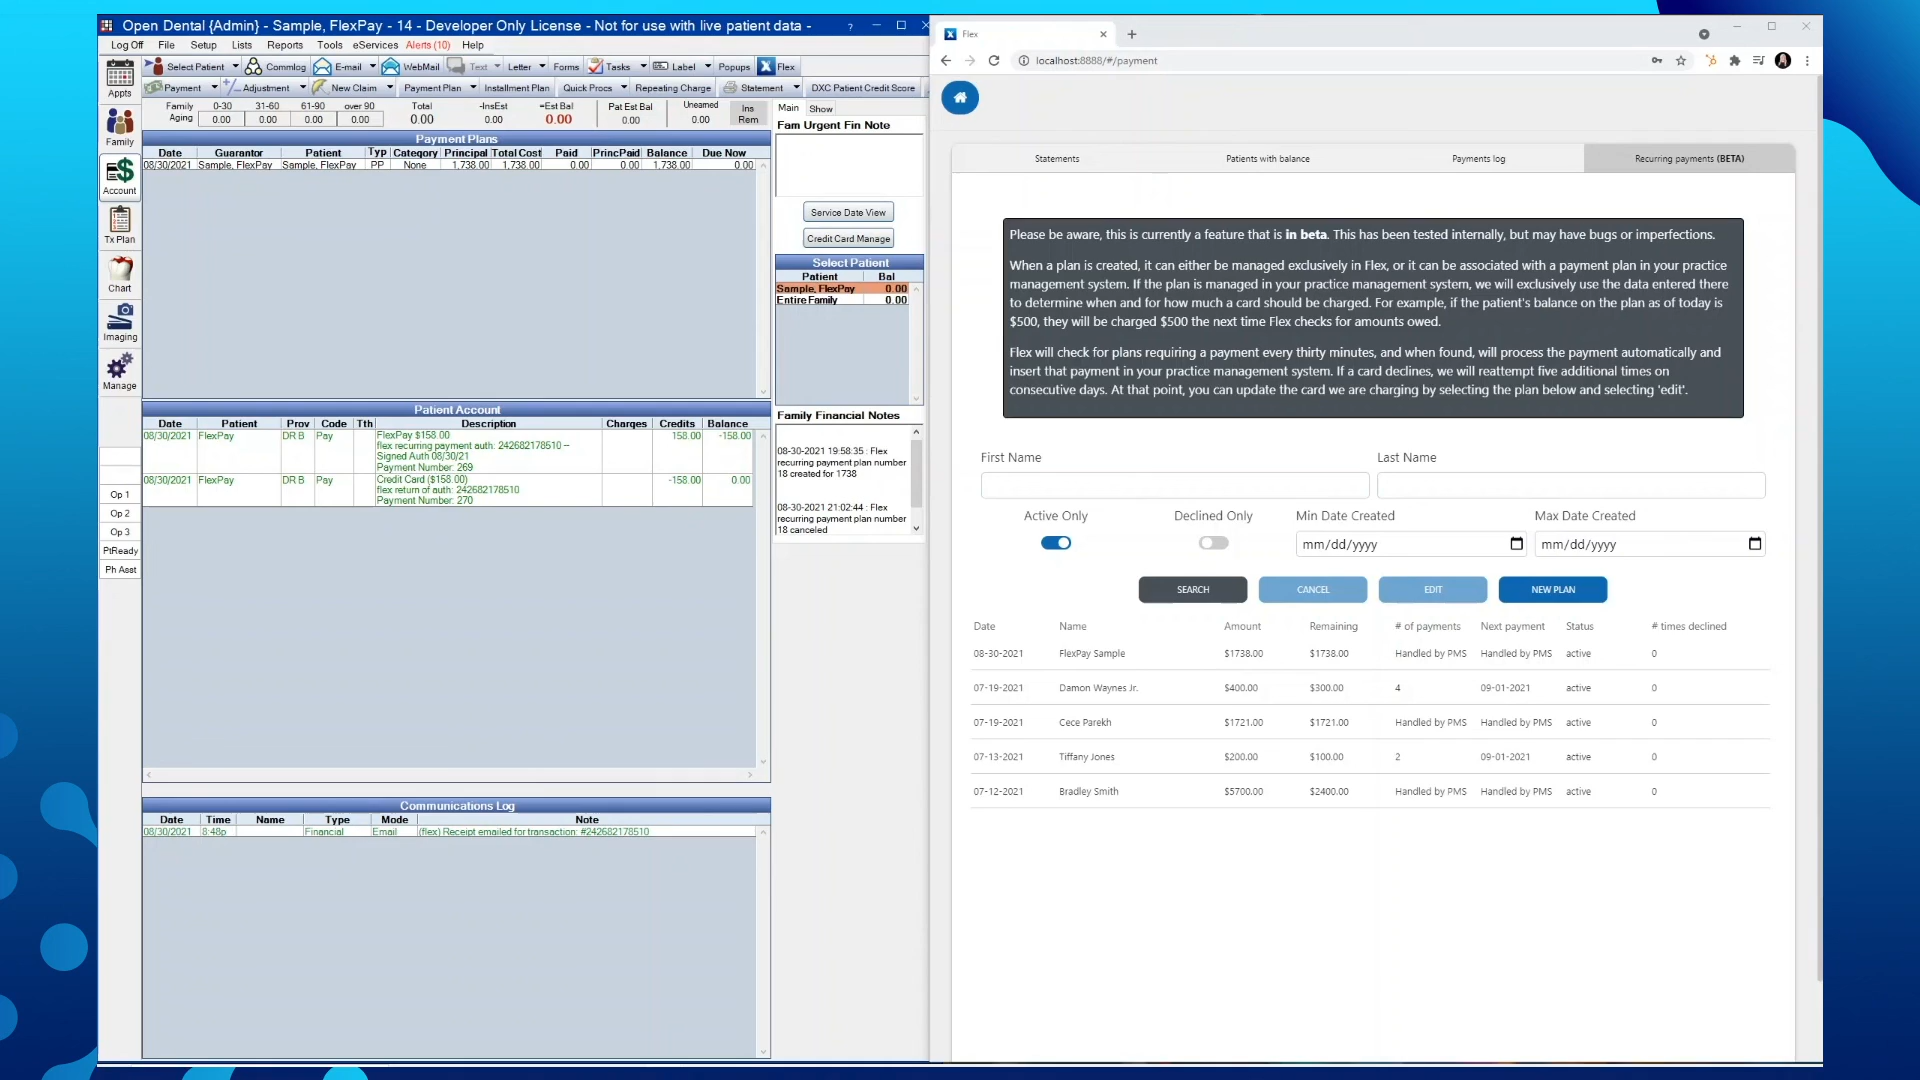 Open Dental {Admin} - Sample, FlexPay - 14 - Developer Only License - Not for use with live patient data -
Log Off File Setup Lists Reports Tools eServices Alerts (10) Help
Select Patient Commlog E-mail WebMail Text Letter Forms Tasks Label Popups Flex
Payment Adjustment New Claim Payment Plan Installment Plan Quick Procs Repeating Charge Statement DXC Patient Credit Score
Family Aging 0-30 31-60 61-90 over 90 Total -InsEst =Est Bal Pat Est Bal Unearned Ins Rem
0.00 0.00 0.00 0.00 0.00 0.00 0.00 0.00 0.00
Appts
Family
Account
Tx Plan
Chart
Imaging
Manage
Op 1
Op 2
Op 3
PtReady
Ph Asst
Payment Plans
Date Guarantor Patient Typ Category Principal Total Cost Paid PrincPaid Balance Due Now
08/30/2021 Sample, FlexPay Sample, FlexPay PP None 1,738.00 1,738.00 0.00 0.00 1,738.00 0.00
Patient Account
Date Patient Prov Code Tth Description Charges Credits Balance
08/30/2021 FlexPay DR B Pay FlexPay $158.00 158.00 -158.00
flex recurring payment auth: 242682178510 --
Signed Auth 08/30/21
Payment Number: 269
08/30/2021 FlexPay DR B Pay Credit Card ($158.00) -158.00 0.00
flex return of auth: 242682178510
Payment Number: 270
Communications Log
Date Time Name Type Mode Note
08/30/2021 8:48p Financial Email (flex) Receipt emailed for transaction: #242682178510
Main Show
Fam Urgent Fin Note
Service Date View
Credit Card Manage
Select Patient
Patient Bal
Sample, FlexPay 0.00
Entire Family 0.00
Family Financial Notes
08-30-2021 19:58:35 : Flex
recurring payment plan number
18 created for 1738
08-30-2021 21:02:44 : Flex
recurring payment plan number
18 canceled
Flex
localhost:8888/#/payment
Statements Patients with balance Payments log Recurring payments (BETA)
Please be aware, this is currently a feature that is in beta. This has been tested internally, but may have bugs or imperfections.
When a plan is created, it can either be managed exclusively in Flex, or it can be associated with a payment plan in your practice
management system. If the plan is managed in your practice management system, we will exclusively use the data entered there
to determine when and for how much a card should be charged. For example, if the patient's balance on the plan as of today is
$500, they will be charged $500 the next time Flex checks for amounts owed.
Flex will check for plans requiring a payment every thirty minutes, and when found, will process the payment automatically and
insert that payment in your practice management system. If a card declines, we will reattempt five additional times on
consecutive days. At that point, you can update the card we are charging by selecting the plan below and selecting 'edit'.
First Name Last Name
Active Only Declined Only Min Date Created Max Date Created
mm/dd/yyyy mm/dd/yyyy
SEARCH CANCEL EDIT NEW PLAN
Date Name Amount Remaining # of payments Next payment Status # times declined
08-30-2021 FlexPay Sample $1738.00 $1738.00 Handled by PMS Handled by PMS active 0
07-19-2021 Damon Waynes Jr. $400.00 $300.00 4 09-01-2021 active 0
07-19-2021 Cece Parekh $1721.00 $1721.00 Handled by PMS Handled by PMS active 0
07-13-2021 Tiffany Jones $200.00 $100.00 2 09-01-2021 active 0
07-12-2021 Bradley Smith $5700.00 $2400.00 Handled by PMS Handled by PMS active 0